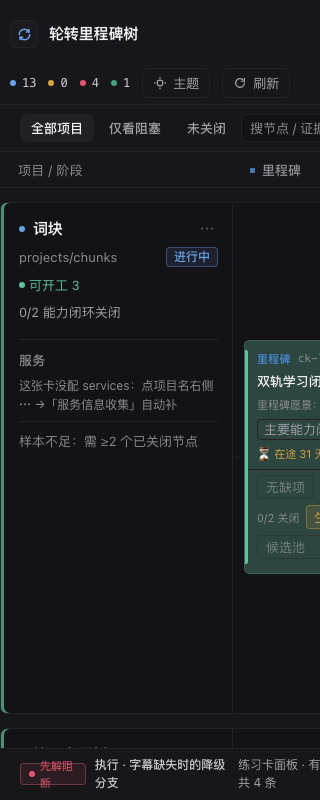 轮转里程碑树
13 0 4 1 主题 刷新
全部项目 仅看阻塞 未关闭 搜节点 / 证据
项目 / 阶段 里程碑
词块 ···
projects/chunks 进行中
可开工 3
0/2 能力闭环关闭
服务
这张卡没配 services：点项目名右侧
··· →「服务信息收集」自动补
样本不足：需 ≥2 个已关闭节点
里程碑 ck-
双轨学习闭
里程碑愿景：
主要能力
⏳ 在途 31 天
无缺项
0/2 关闭
候选池
先解阻断
执行 · 字幕缺失时的降级分支
练习卡面板 · 有
共 4 条